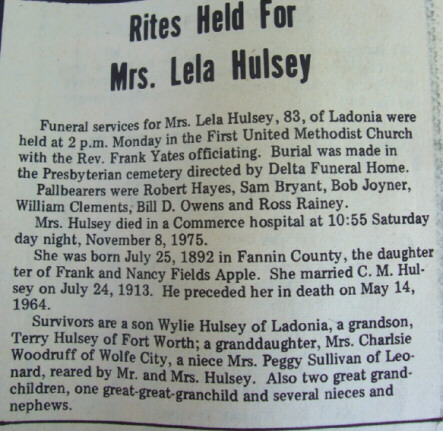 Rites Held For
Mrs. Lela Hulsey
Funeral services for Mrs. Lela Hulsey, 83, of Ladonia were
held at 2 p.m. Monday in the First United Methodist Church
with the Rev. Frank Yates officiating. Burial was made in
the Presbyterian cemetery directed by Delta Funeral Home.
Pallbearers were Robert Hayes, Sam Bryant, Bob Joyner,
William Clements, Bill D. Owens and Ross Rainey.
Mrs. Hulsey died in a Commerce hospital at 10:55 Saturday
day night, November 8, 1975.
She was born July 25, 1892 in Fannin County, the daughter
ter of Frank and Nancy Fields Apple. She married C. M. Hul-
sey on July 24, 1913. He preceded her in death on May 14,
1964.
Survivors are a son Wylie Hulsey of Ladonia, a grandson,
Terry Hulsey of Fort Worth; a granddaughter, Mrs. Charlsie
Woodruff of Wolfe City, a niece Mrs. Peggy Sullivan of Leo-
nard, reared by Mr. and Mrs. Hulsey. Also two great grand-
children, one great-great-granchild and several nieces and
nephews.